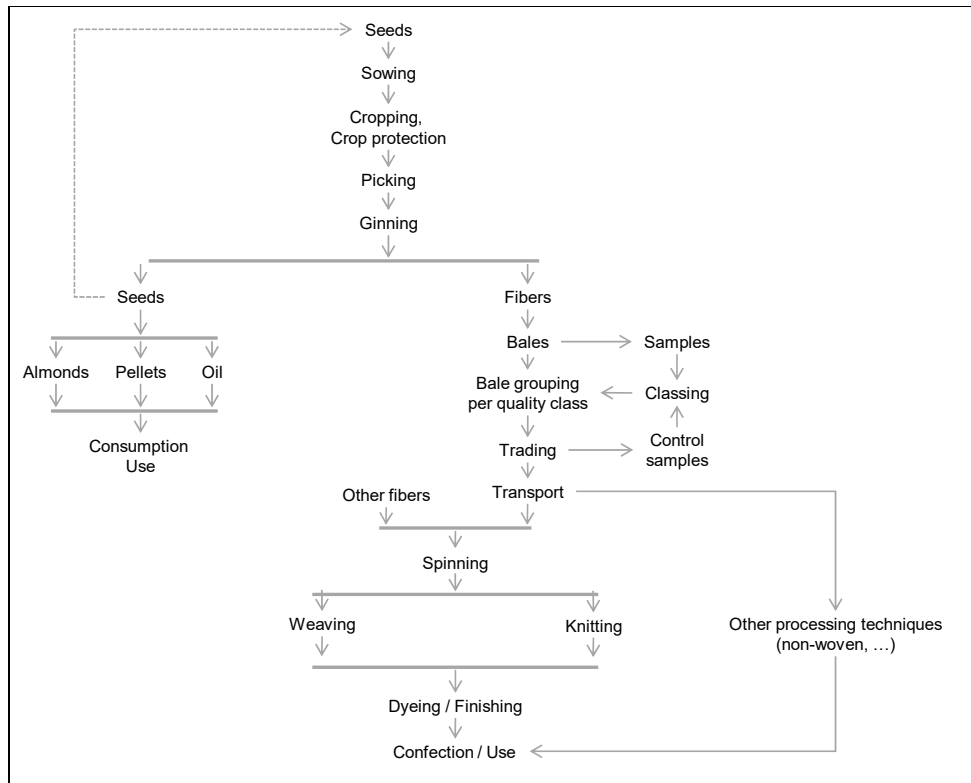 Seeds
Sowing
Cropping,
Crop protection
Picking
Ginning
Seeds
Fibers
Bales
Samples
Almonds
Pellets
Oil
Bale grouping
per quality class
Classing
Consumption
Use
Trading
Control
samples
Other fibers
Transport
Spinning
Weaving
Knitting
Other processing techniques
(non-woven, …)
Dyeing / Finishing
Confection / Use